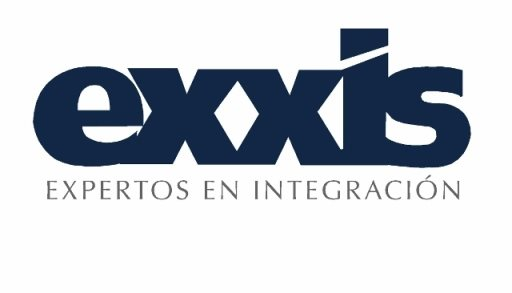 exxis
EXPERTOS EN INTEGRACIÓN